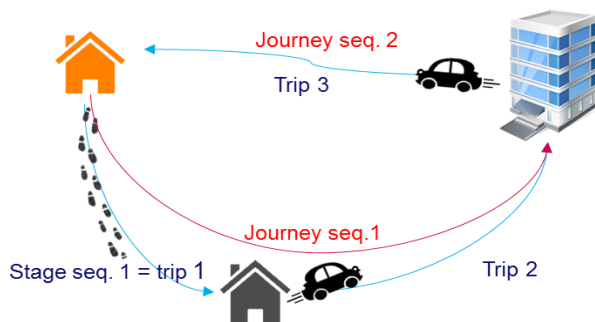 Journey seq. 2
Trip 3
Journey seq.1
Stage seq. 1 = trip 1
Trip 2